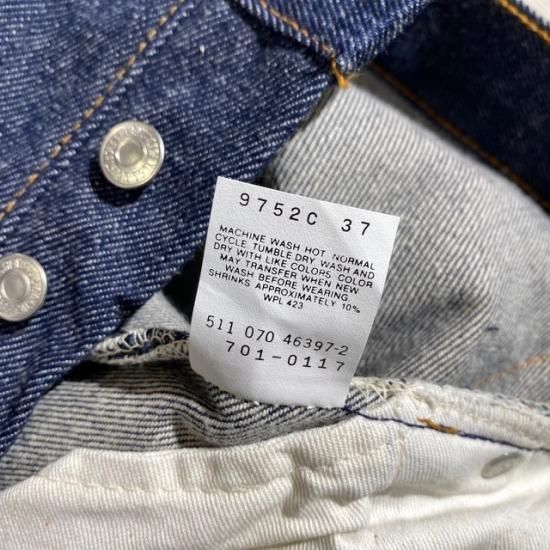 9752C 37
MACHINE WASH HOT NORMAL
CYCLE. TUMBLE DRY WASH AND
DRY WITH LIKE COLORS. COLOR
MAY TRANSFER WHEN NEW
WASH BEFORE WEARING.
SHRINKS APPROXIMATELY 10%
WPL 423
511 070 46397-2
701-0117